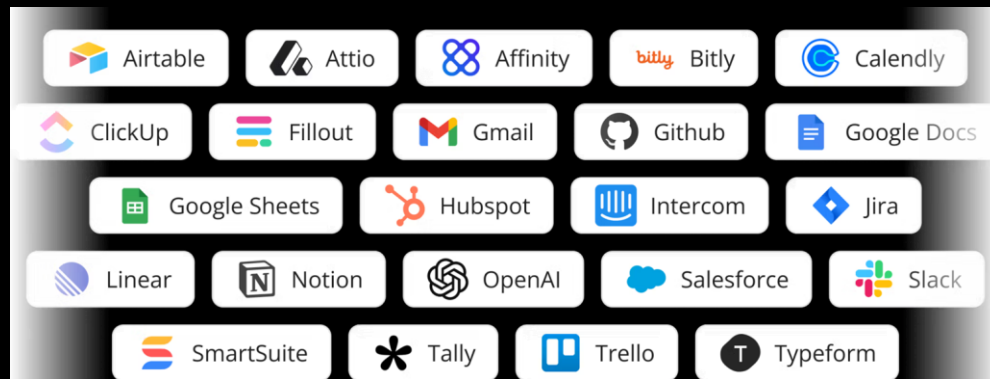 Airtable Attio Affinity bitly Bitly Calendly
ClickUp Fillout Gmail Github Google Docs
Google Sheets Hubspot Intercom Jira
Linear N Notion OpenAI Salesforce Slack
SmartSuite Tally Trello T Typeform